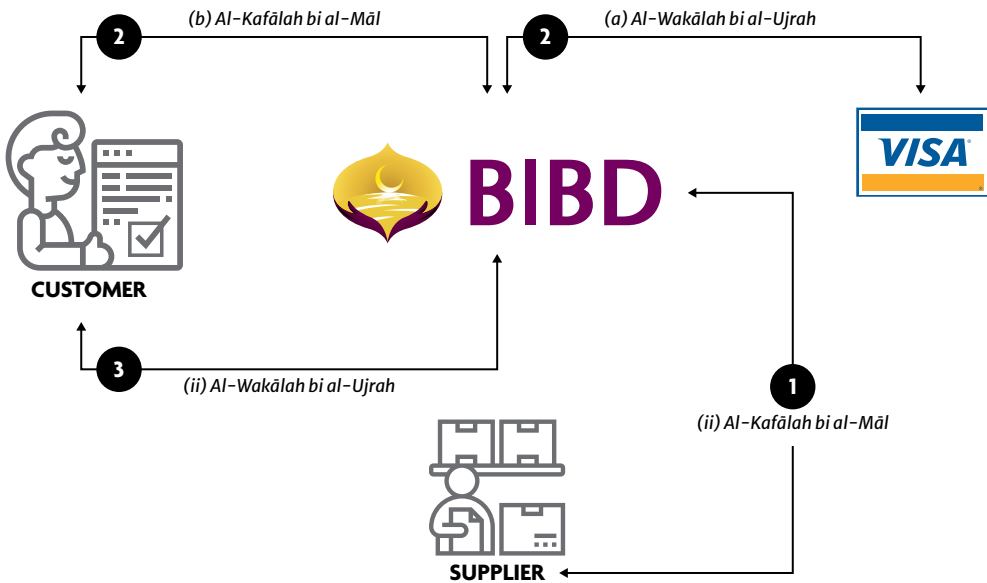 (b) Al-Kafālah bi al-Māl
(a) Al-Wakālah bi al-Ujrah
2
2
VISA
BIBD
CUSTOMER
3
(ii) Al-Wakālah bi al-Ujrah
1
(ii) Al-Kafālah bi al-Māl
SUPPLIER